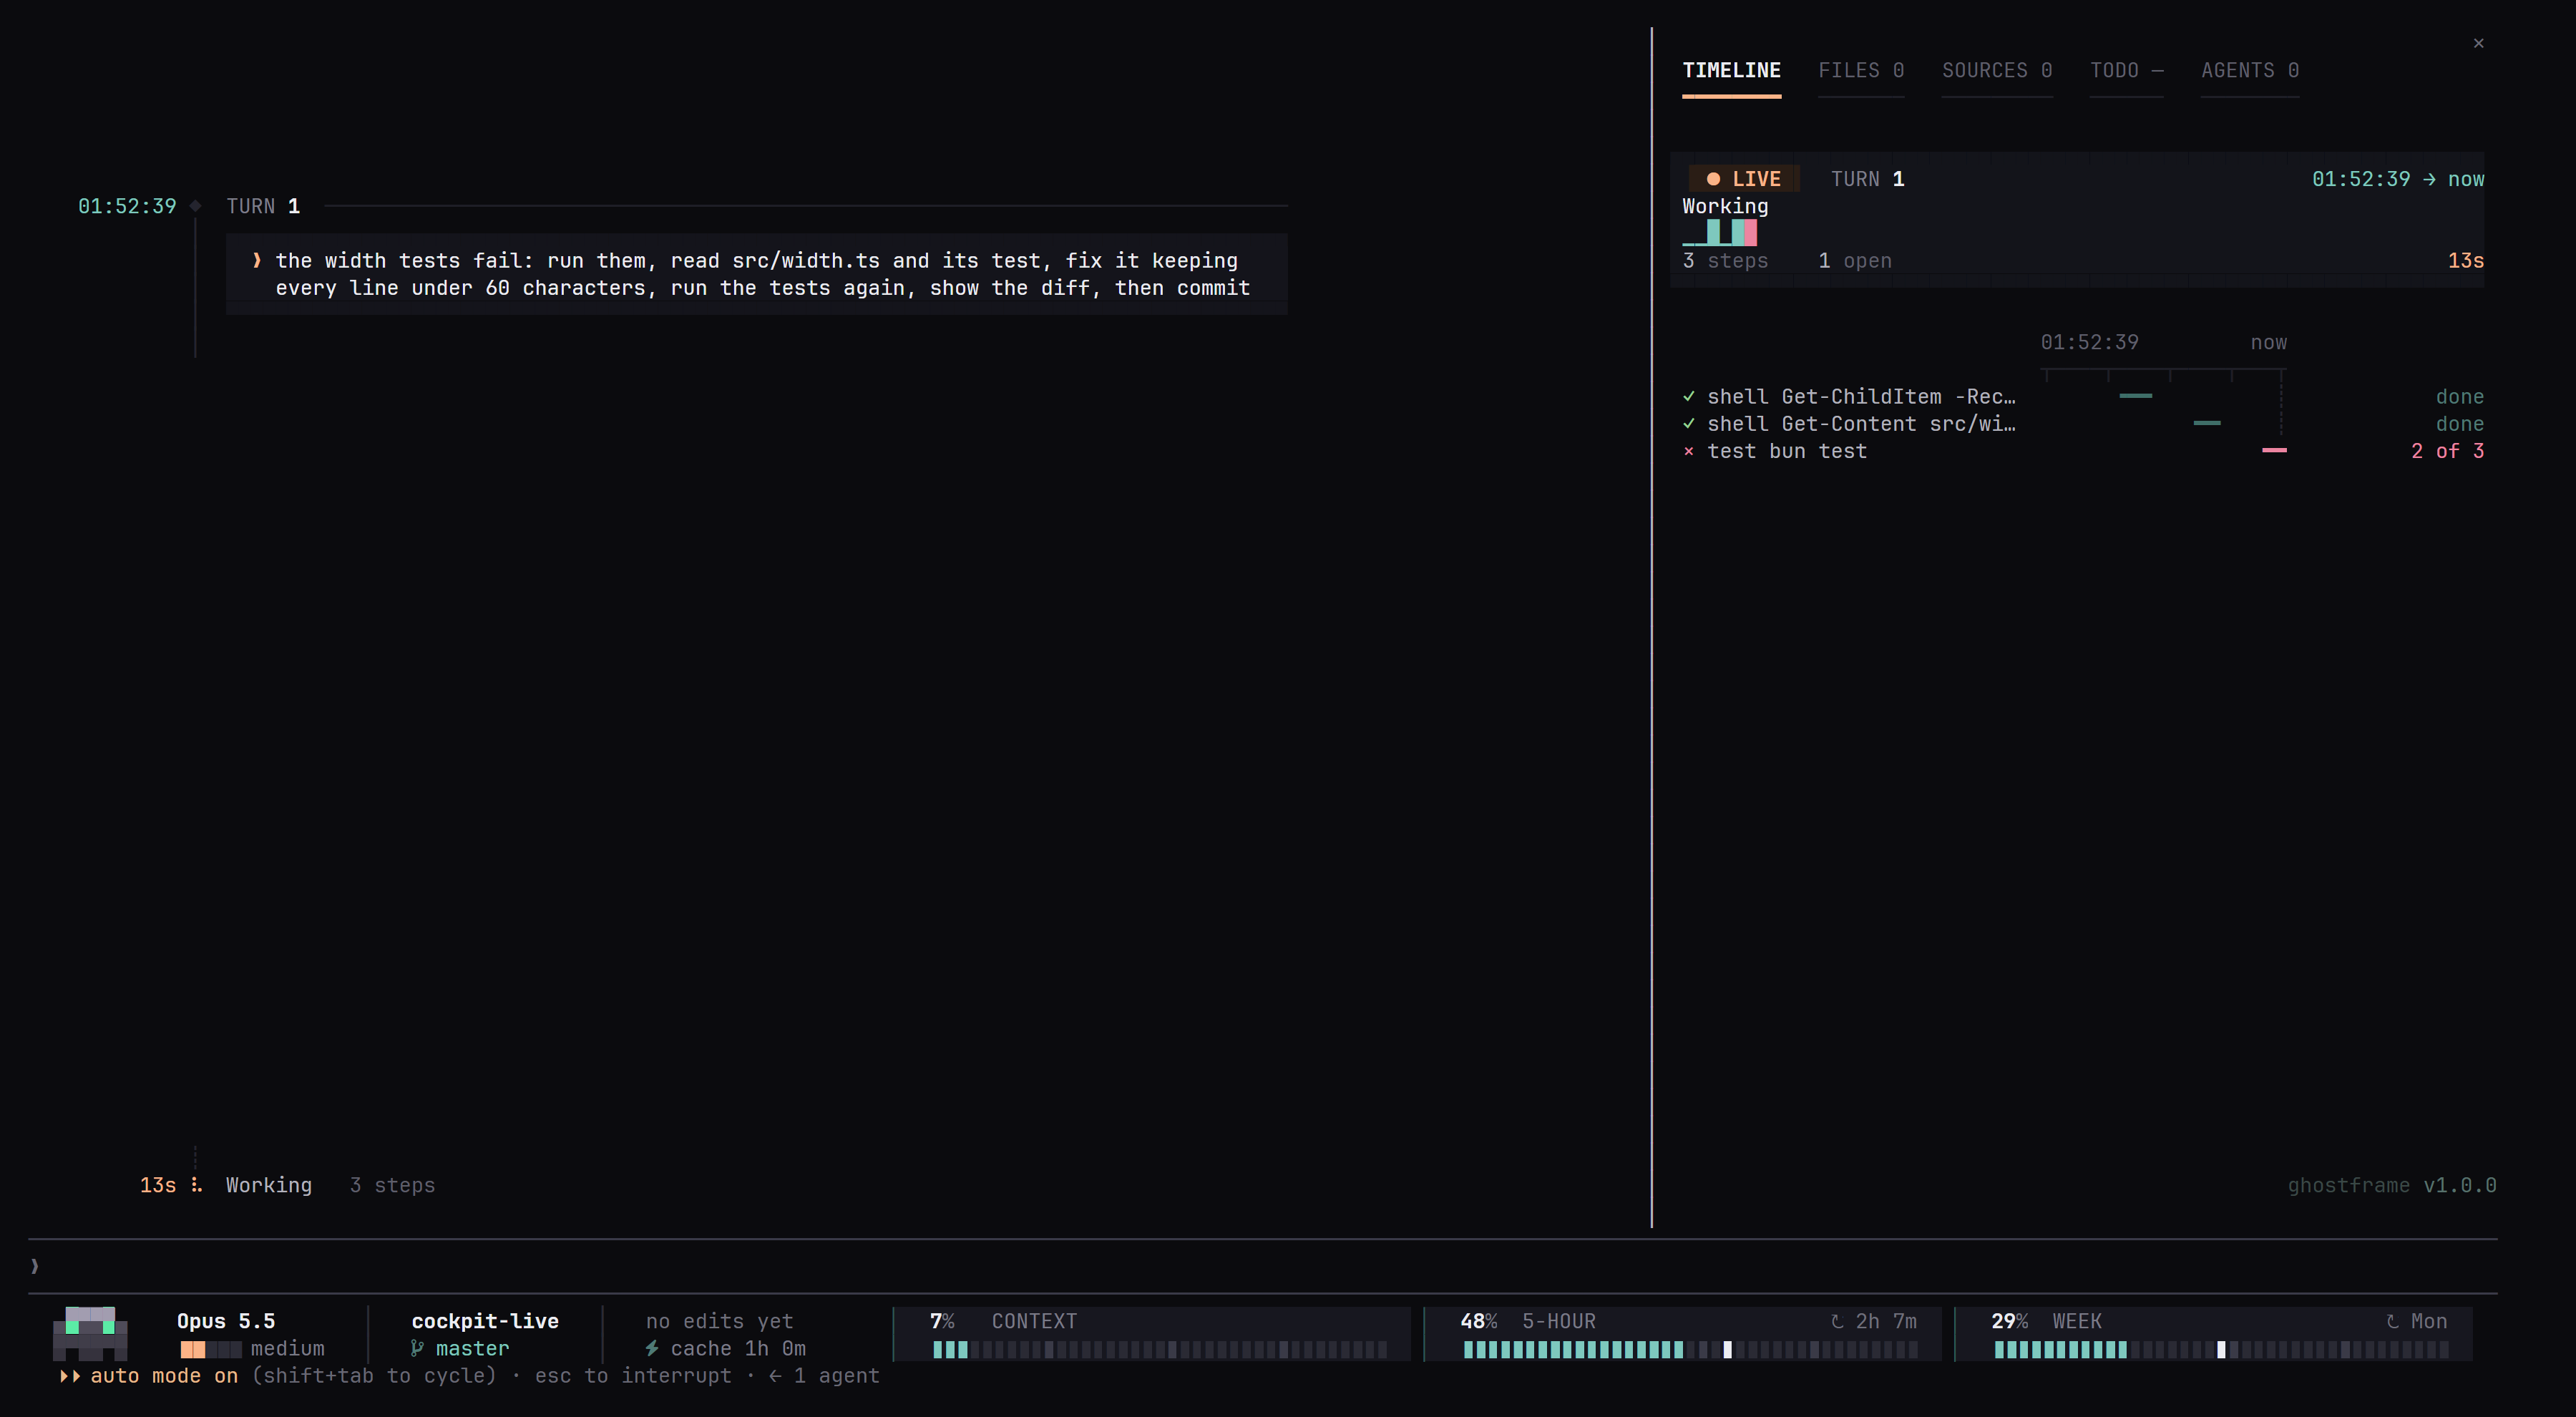 ×
TIMELINE FILES 0 SOURCES 0 TODO — AGENTS 0
● LIVE TURN 1 01:52:39 → now
01:52:39 ◆ TURN 1
Working
❯ the width tests fail: run them, read src/width.ts and its test, fix it keeping
every line under 60 characters, run the tests again, show the diff, then commit
3 steps 1 open 13s
01:52:39 now
✓ shell Get-ChildItem -Rec… done
✓ shell Get-Content src/wi… done
× test bun test 2 of 3
13s Working 3 steps
ghostframe v1.0.0
❯
Opus 5.5 cockpit-live no edits yet 7% CONTEXT 48% 5-HOUR ↻ 2h 7m 29% WEEK ↻ Mon
medium master cache 1h 0m
⏵⏵ auto mode on (shift+tab to cycle) · esc to interrupt · ← 1 agent